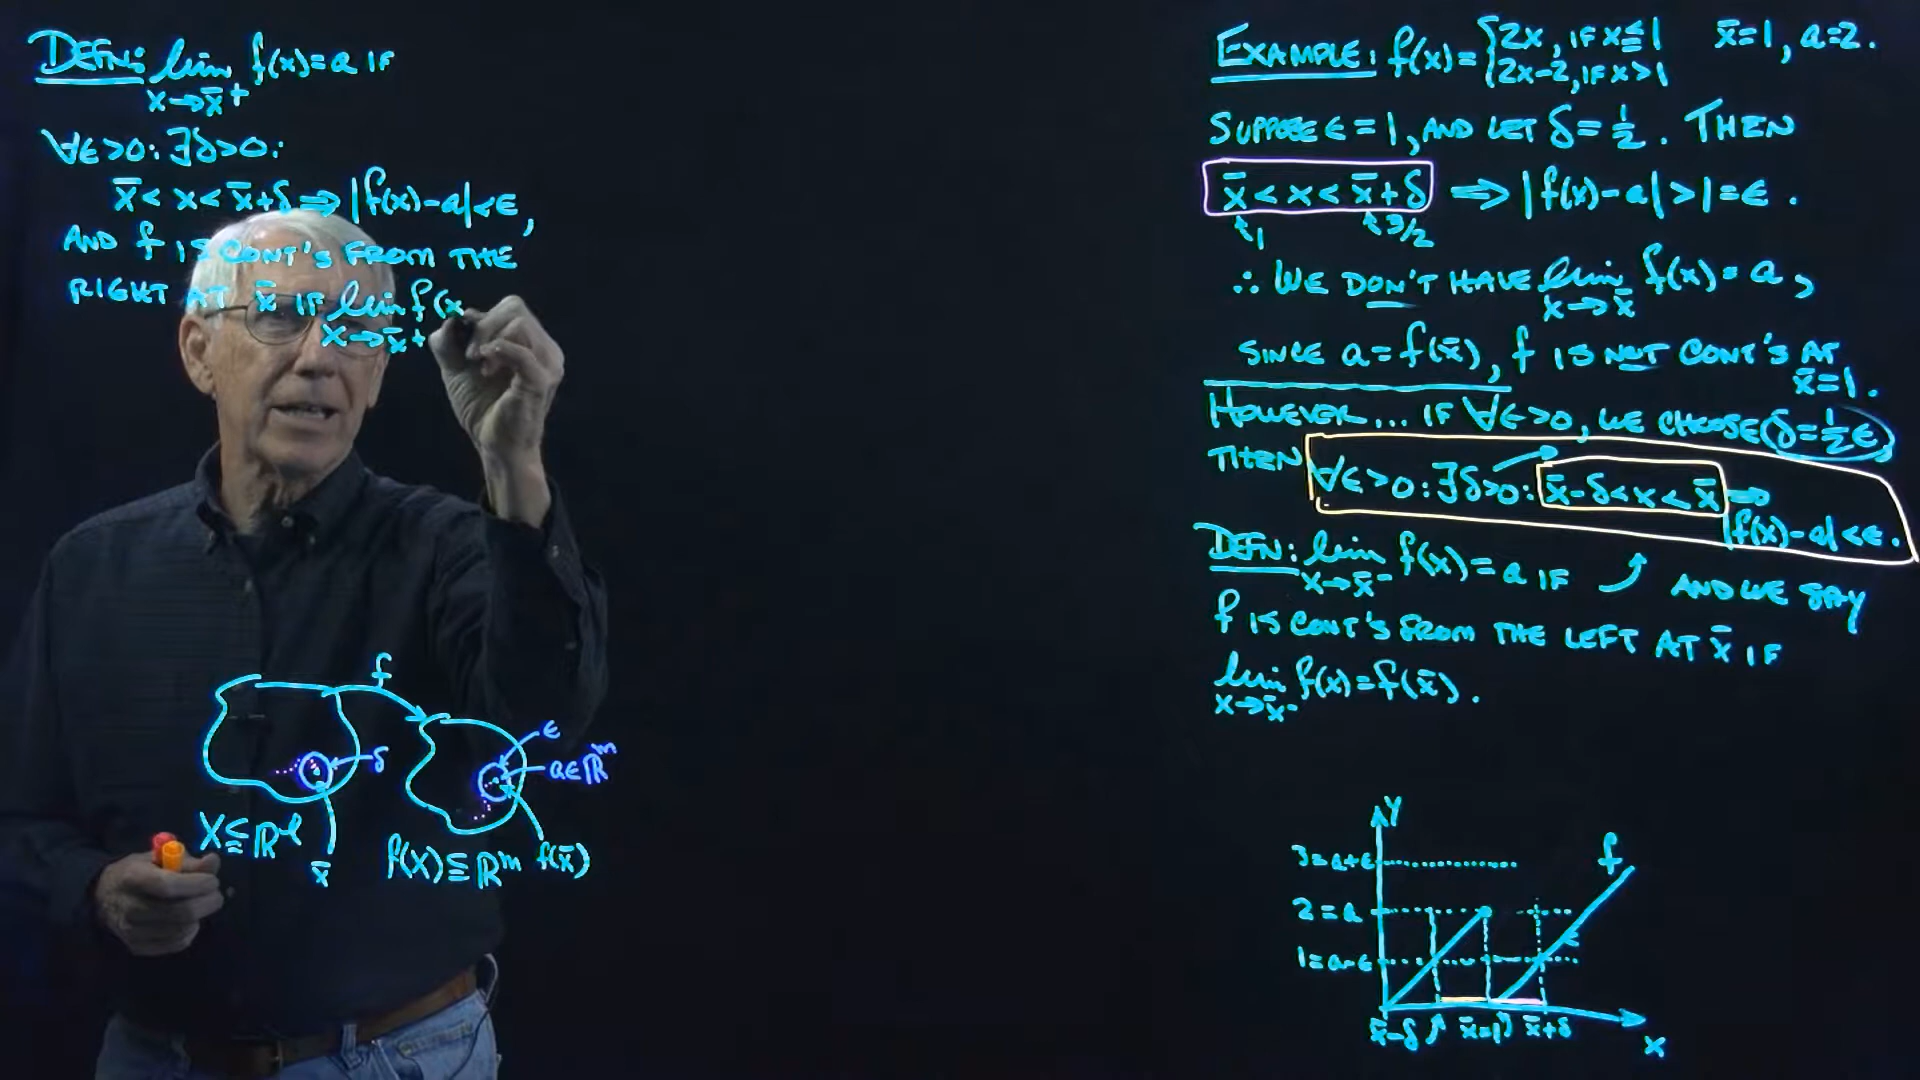 DEFN: lim f(x)=a IF
x→x̄⁺
∀ε>0:∃δ>0:
x̄<x<x̄+δ⇒|f(x)-a|<ε,
AND f IS CONT'S FROM THE
RIGHT AT x̄ IF lim f(x
x→x̄⁺
f
δ
ε
a∈ℝᵐ
X⊆ℝˡ
x̄
f(X)⊆ℝᵐ f(x̄)
EXAMPLE: f(x)={2x, IF x≤1 x̄=1, a=2.
2x-2, IF x>1
SUPPOSE ε=1, AND LET δ=½. THEN
x̄<x<x̄+δ ⇒ |f(x)-a|>1=ε.
↑1 ↑3/2
∴ WE DON'T HAVE lim f(x)=a,
x→x̄
SINCE a=f(x̄), f IS NOT CONT'S AT
x̄=1.
HOWEVER... IF ∀ε>0, WE CHOOSE δ=½ε
THEN ∀ε>0:∃δ>0: x̄-δ<x<x̄ ⇒
|f(x)-a|<ε.
DEFN: lim f(x)=a IF AND WE SAY
x→x̄⁻
f IS CONT'S FROM THE LEFT AT x̄ IF
lim f(x)=f(x̄).
x→x̄⁻
Y
3=a+ε
f
2=a
1=a-ε
x̄-δ x̄=1 x̄+δ
x